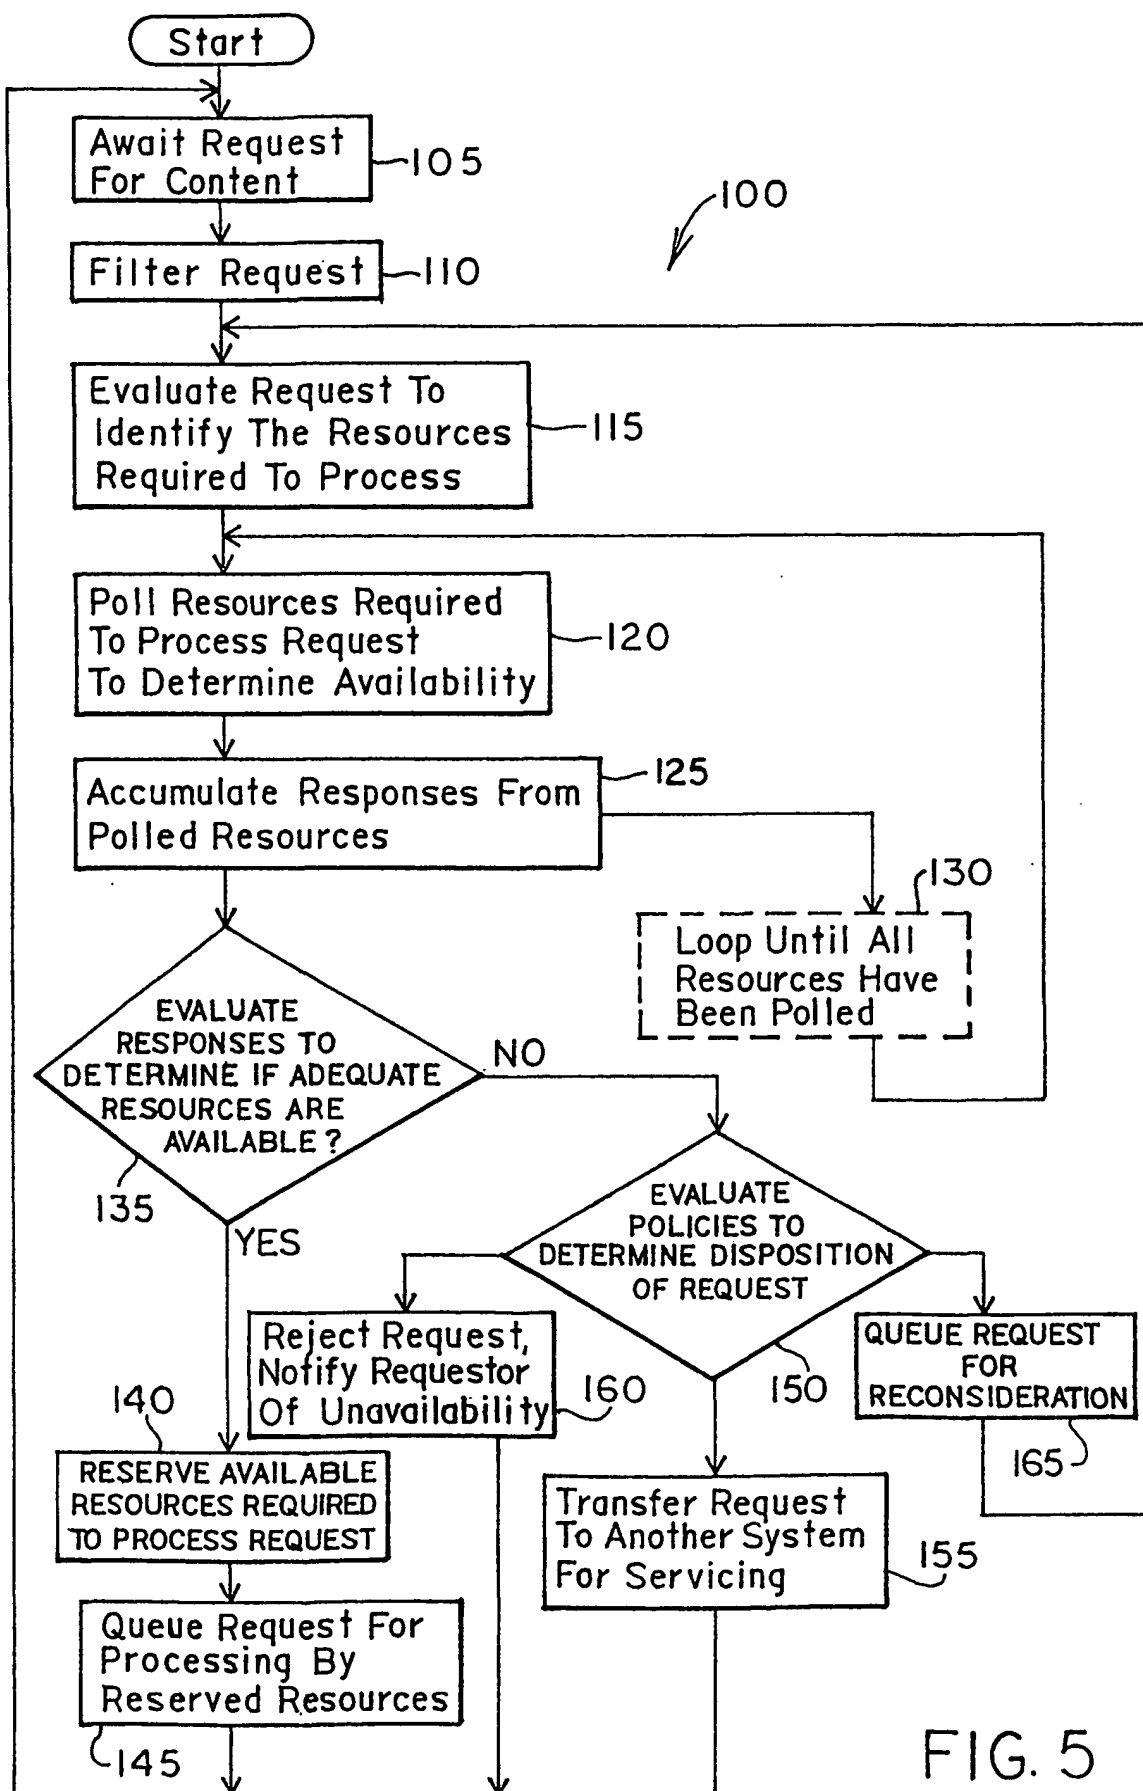 Start
Await Request
For Content
105
100
Filter Request
110
Evaluate Request To
Identify The Resources
Required To Process
115
Poll Resources Required
To Process Request
To Determine Availability
120
Accumulate Responses From
Polled Resources
125
130
Loop Until All
Resources Have
Been Polled
EVALUATE
RESPONSES TO
DETERMINE IF ADEQUATE
RESOURCES ARE
AVAILABLE?
135
NO
YES
EVALUATE
POLICIES TO
DETERMINE DISPOSITION
OF REQUEST
150
Reject Request,
Notify Requestor
Of Unavailability
160
QUEUE REQUEST
FOR
RECONSIDERATION
165
140
RESERVE AVAILABLE
RESOURCES REQUIRED
TO PROCESS REQUEST
Transfer Request
To Another System
For Servicing
155
Queue Request For
Processing By
Reserved Resources
145
FIG. 5